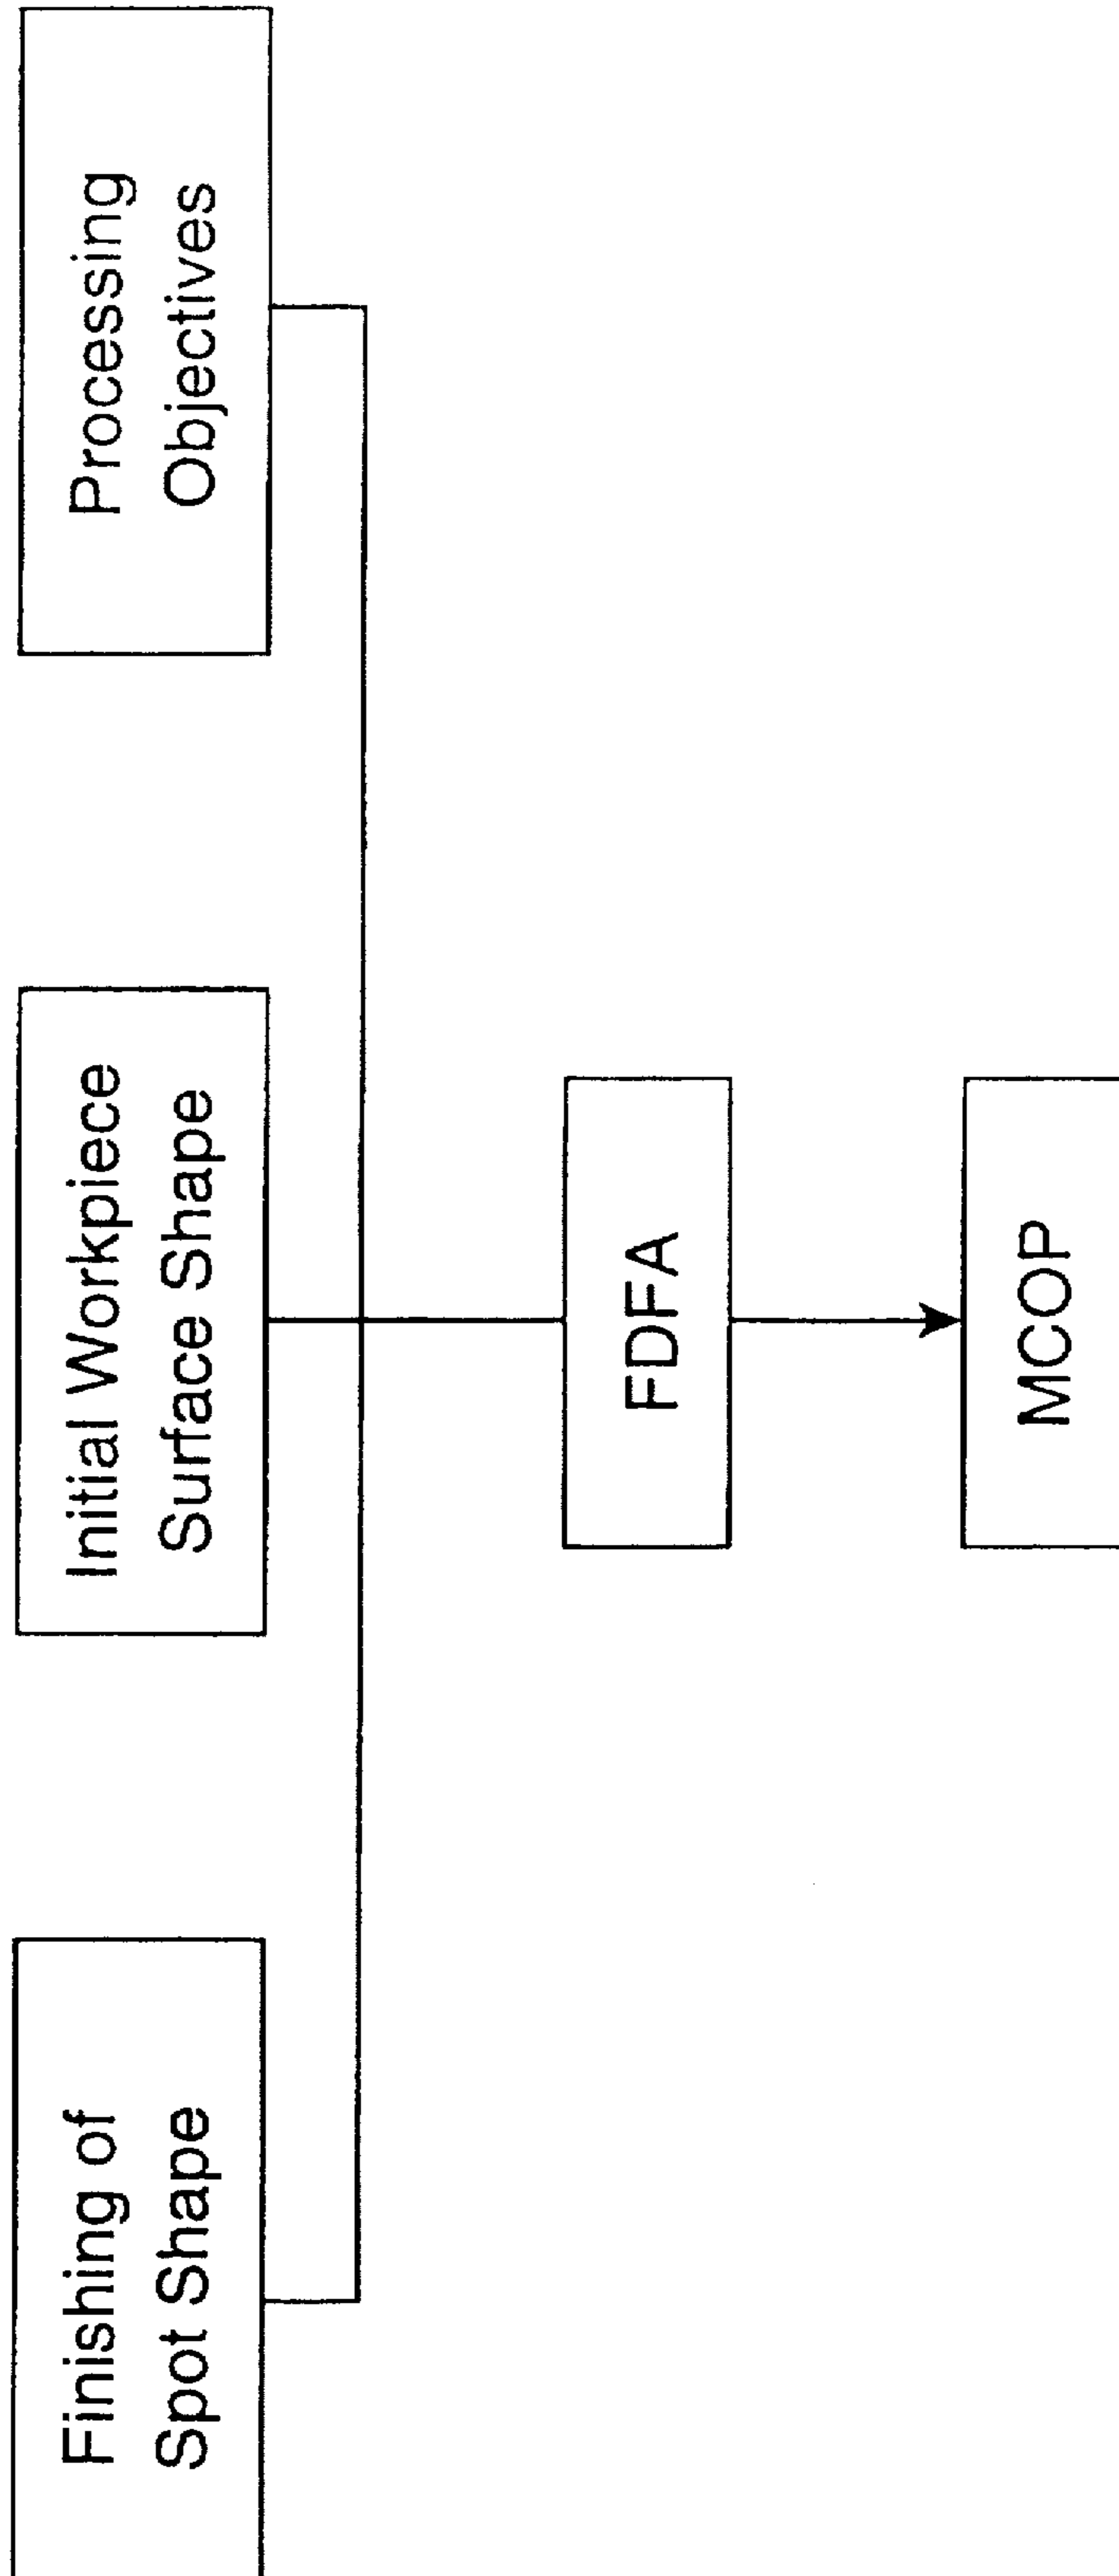 Finishing of
Spot Shape
Initial Workpiece
Surface Shape
Processing
Objectives
FDFA
MCOP